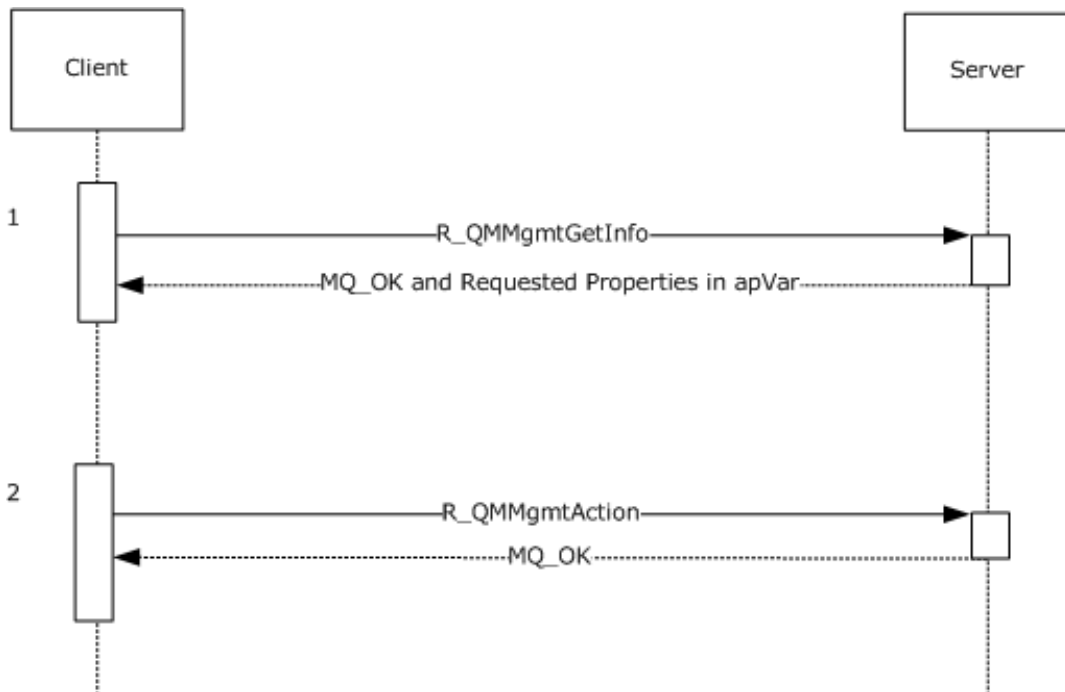 Client
Server
1
R_QMMgmtGetInfo
MQ_OK and Requested Properties in apVar
2
R_QMMgmtAction
MQ_OK